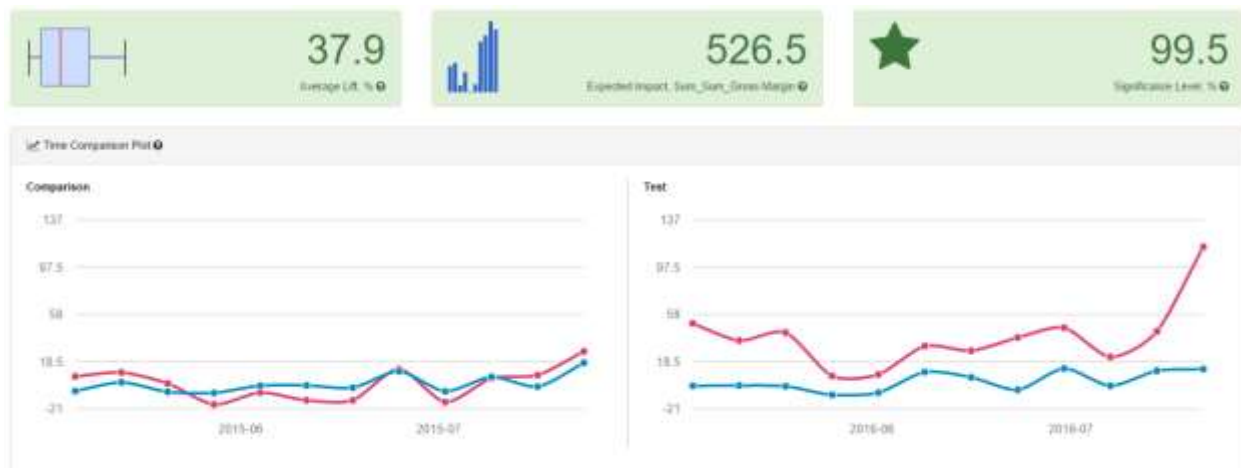 37.9
Average Lift, %
526.5
Expected Impact, Sum_Sum_Gross Margin
99.5
Significance Level, %
Time Comparison Plot
Comparison
137
97.5
58
18.5
-21
2015-06
2015-07
Test
137
97.5
58
18.5
-21
2016-06
2016-07